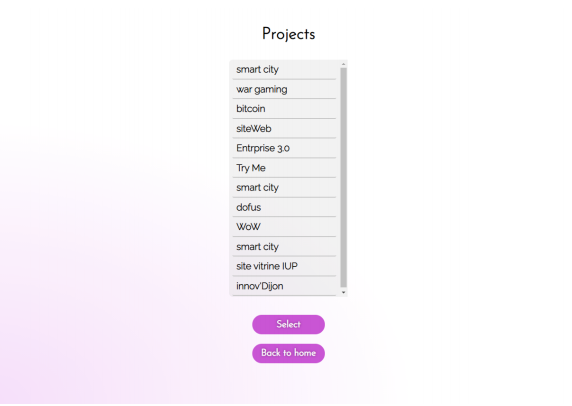 Projects
smart city
war gaming
bitcoin
siteWeb
Entrprise 3.0
Try Me
smart city
dofus
WoW
smart city
site vitrine IUP
innov'Dijon
Select
Back to home